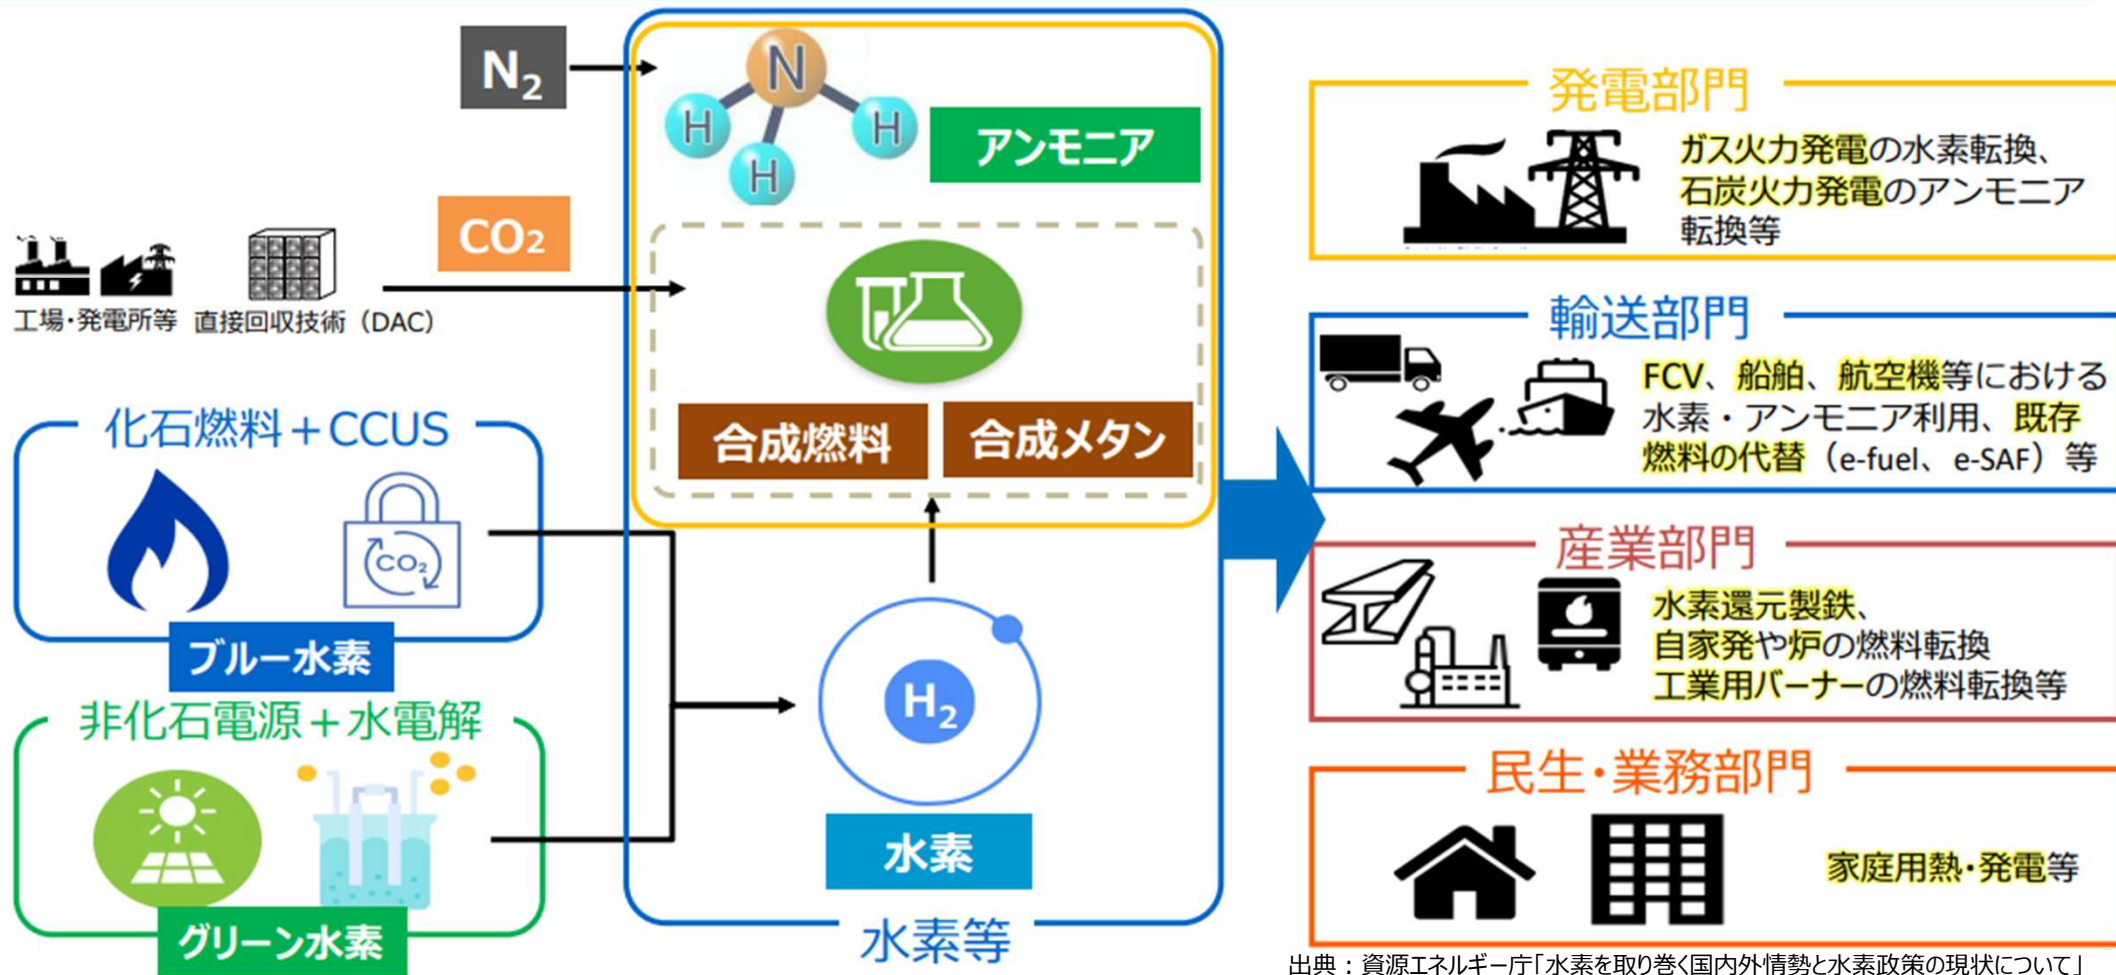 N2
N
H
H
H
アンモニア
CO2
工場・発電所等
直接回収技術（DAC）
合成燃料
合成メタン
化石燃料＋CCUS
CO2
ブルー水素
非化石電源＋水電解
グリーン水素
H2
水素
水素等
発電部門
ガス火力発電の水素転換、
石炭火力発電のアンモニア
転換等
輸送部門
FCV、船舶、航空機等における
水素・アンモニア利用、既存
燃料の代替（e-fuel、e-SAF）等
産業部門
水素還元製鉄、
自家発や炉の燃料転換
工業用バーナーの燃料転換等
民生・業務部門
家庭用熱・発電等
出典：資源エネルギー庁「水素を取り巻く国内外情勢と水素政策の現状について」